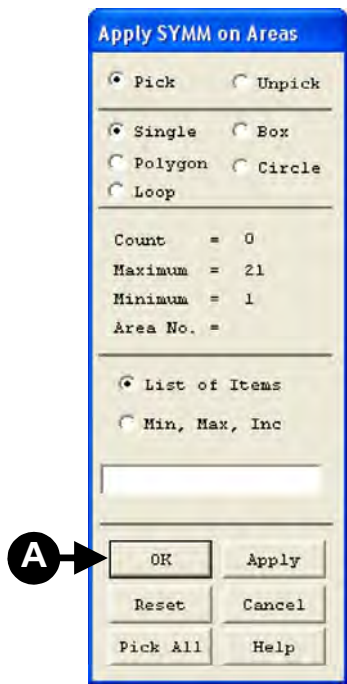 Apply SYMM on Areas
Pick Unpick
Single Box
Polygon Circle
Loop
Count = 0
Maximum = 21
Minimum = 1
Area No. =
List of Items
Min, Max, Inc
A OK Apply
Reset Cancel
Pick All Help